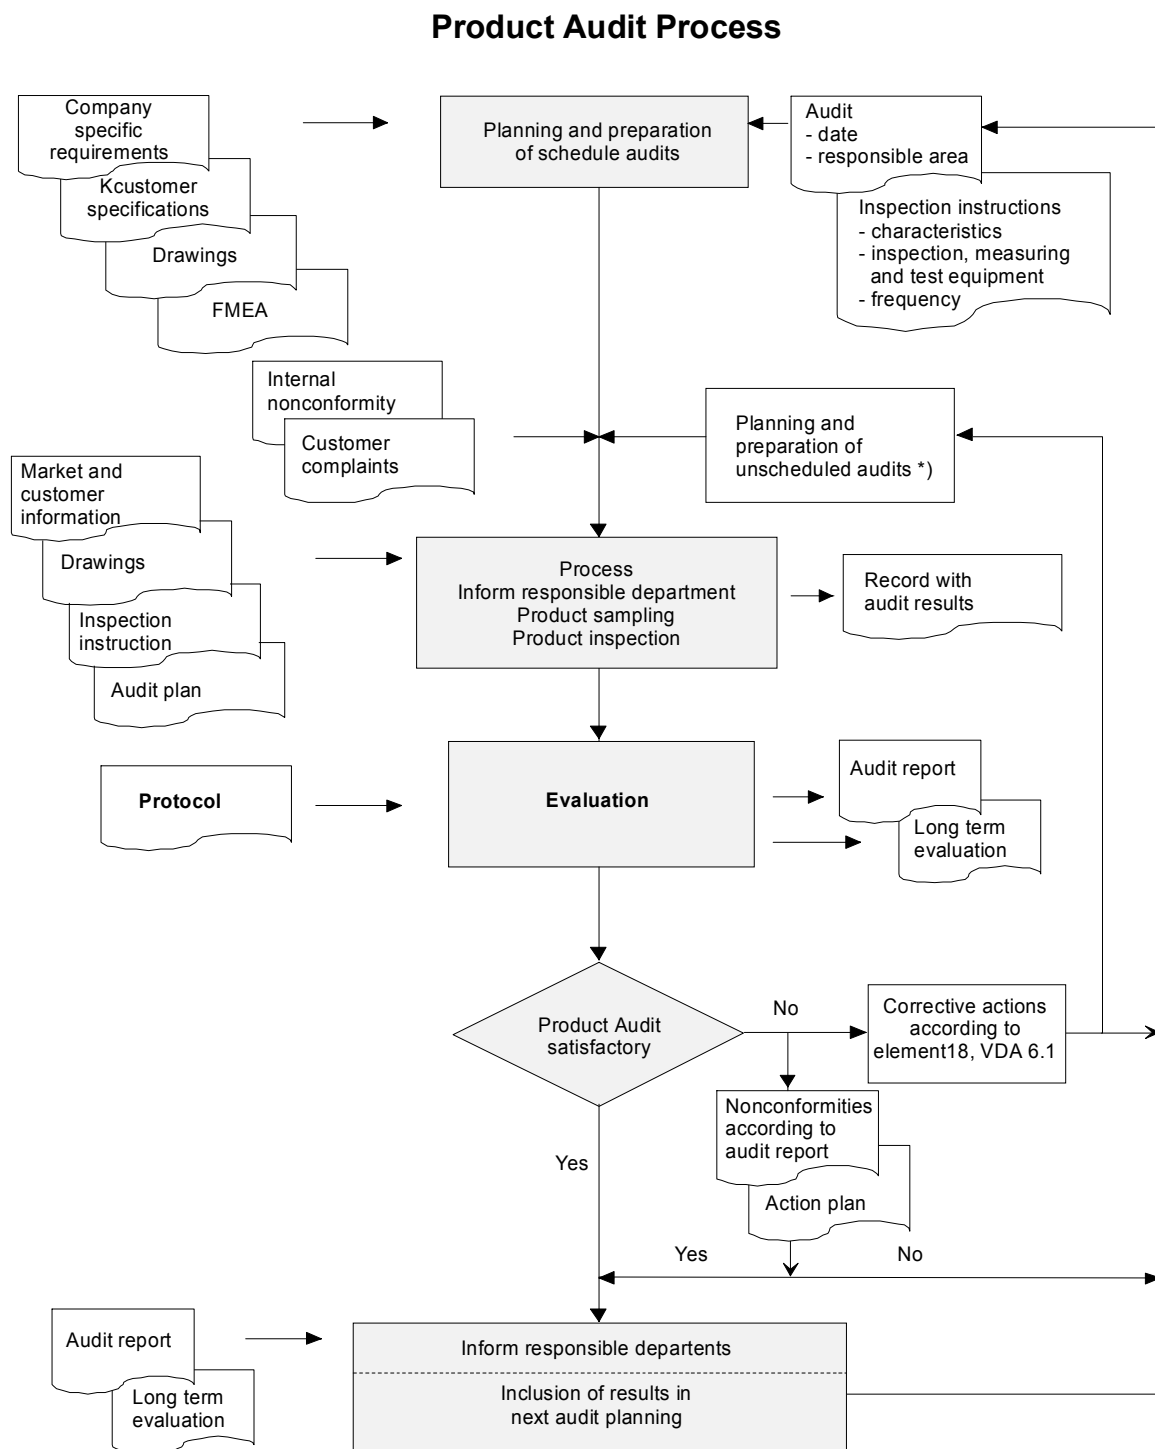 Product Audit Process
Company
specific
requirements
Kcustomer
specifications
Drawings
FMEA
Planning and preparation
of schedule audits
Audit
- date
- responsible area
Inspection instructions
- characteristics
- inspection, measuring
and test equipment
- frequency
Internal
nonconformity
Customer
complaints
Planning and
preparation of
unscheduled audits *)
Market and
customer
information
Drawings
Inspection
instruction
Audit plan
Process
Inform responsible department
Product sampling
Product inspection
Record with
audit results
Protocol
Evaluation
Audit report
Long term
evaluation
Product Audit
satisfactory
No
Corrective actions
according to
element18, VDA 6.1
Nonconformities
according to
audit report
Action plan
Yes
Yes
No
Audit report
Long term
evaluation
Inform responsible departents
Inclusion of results in
next audit planning